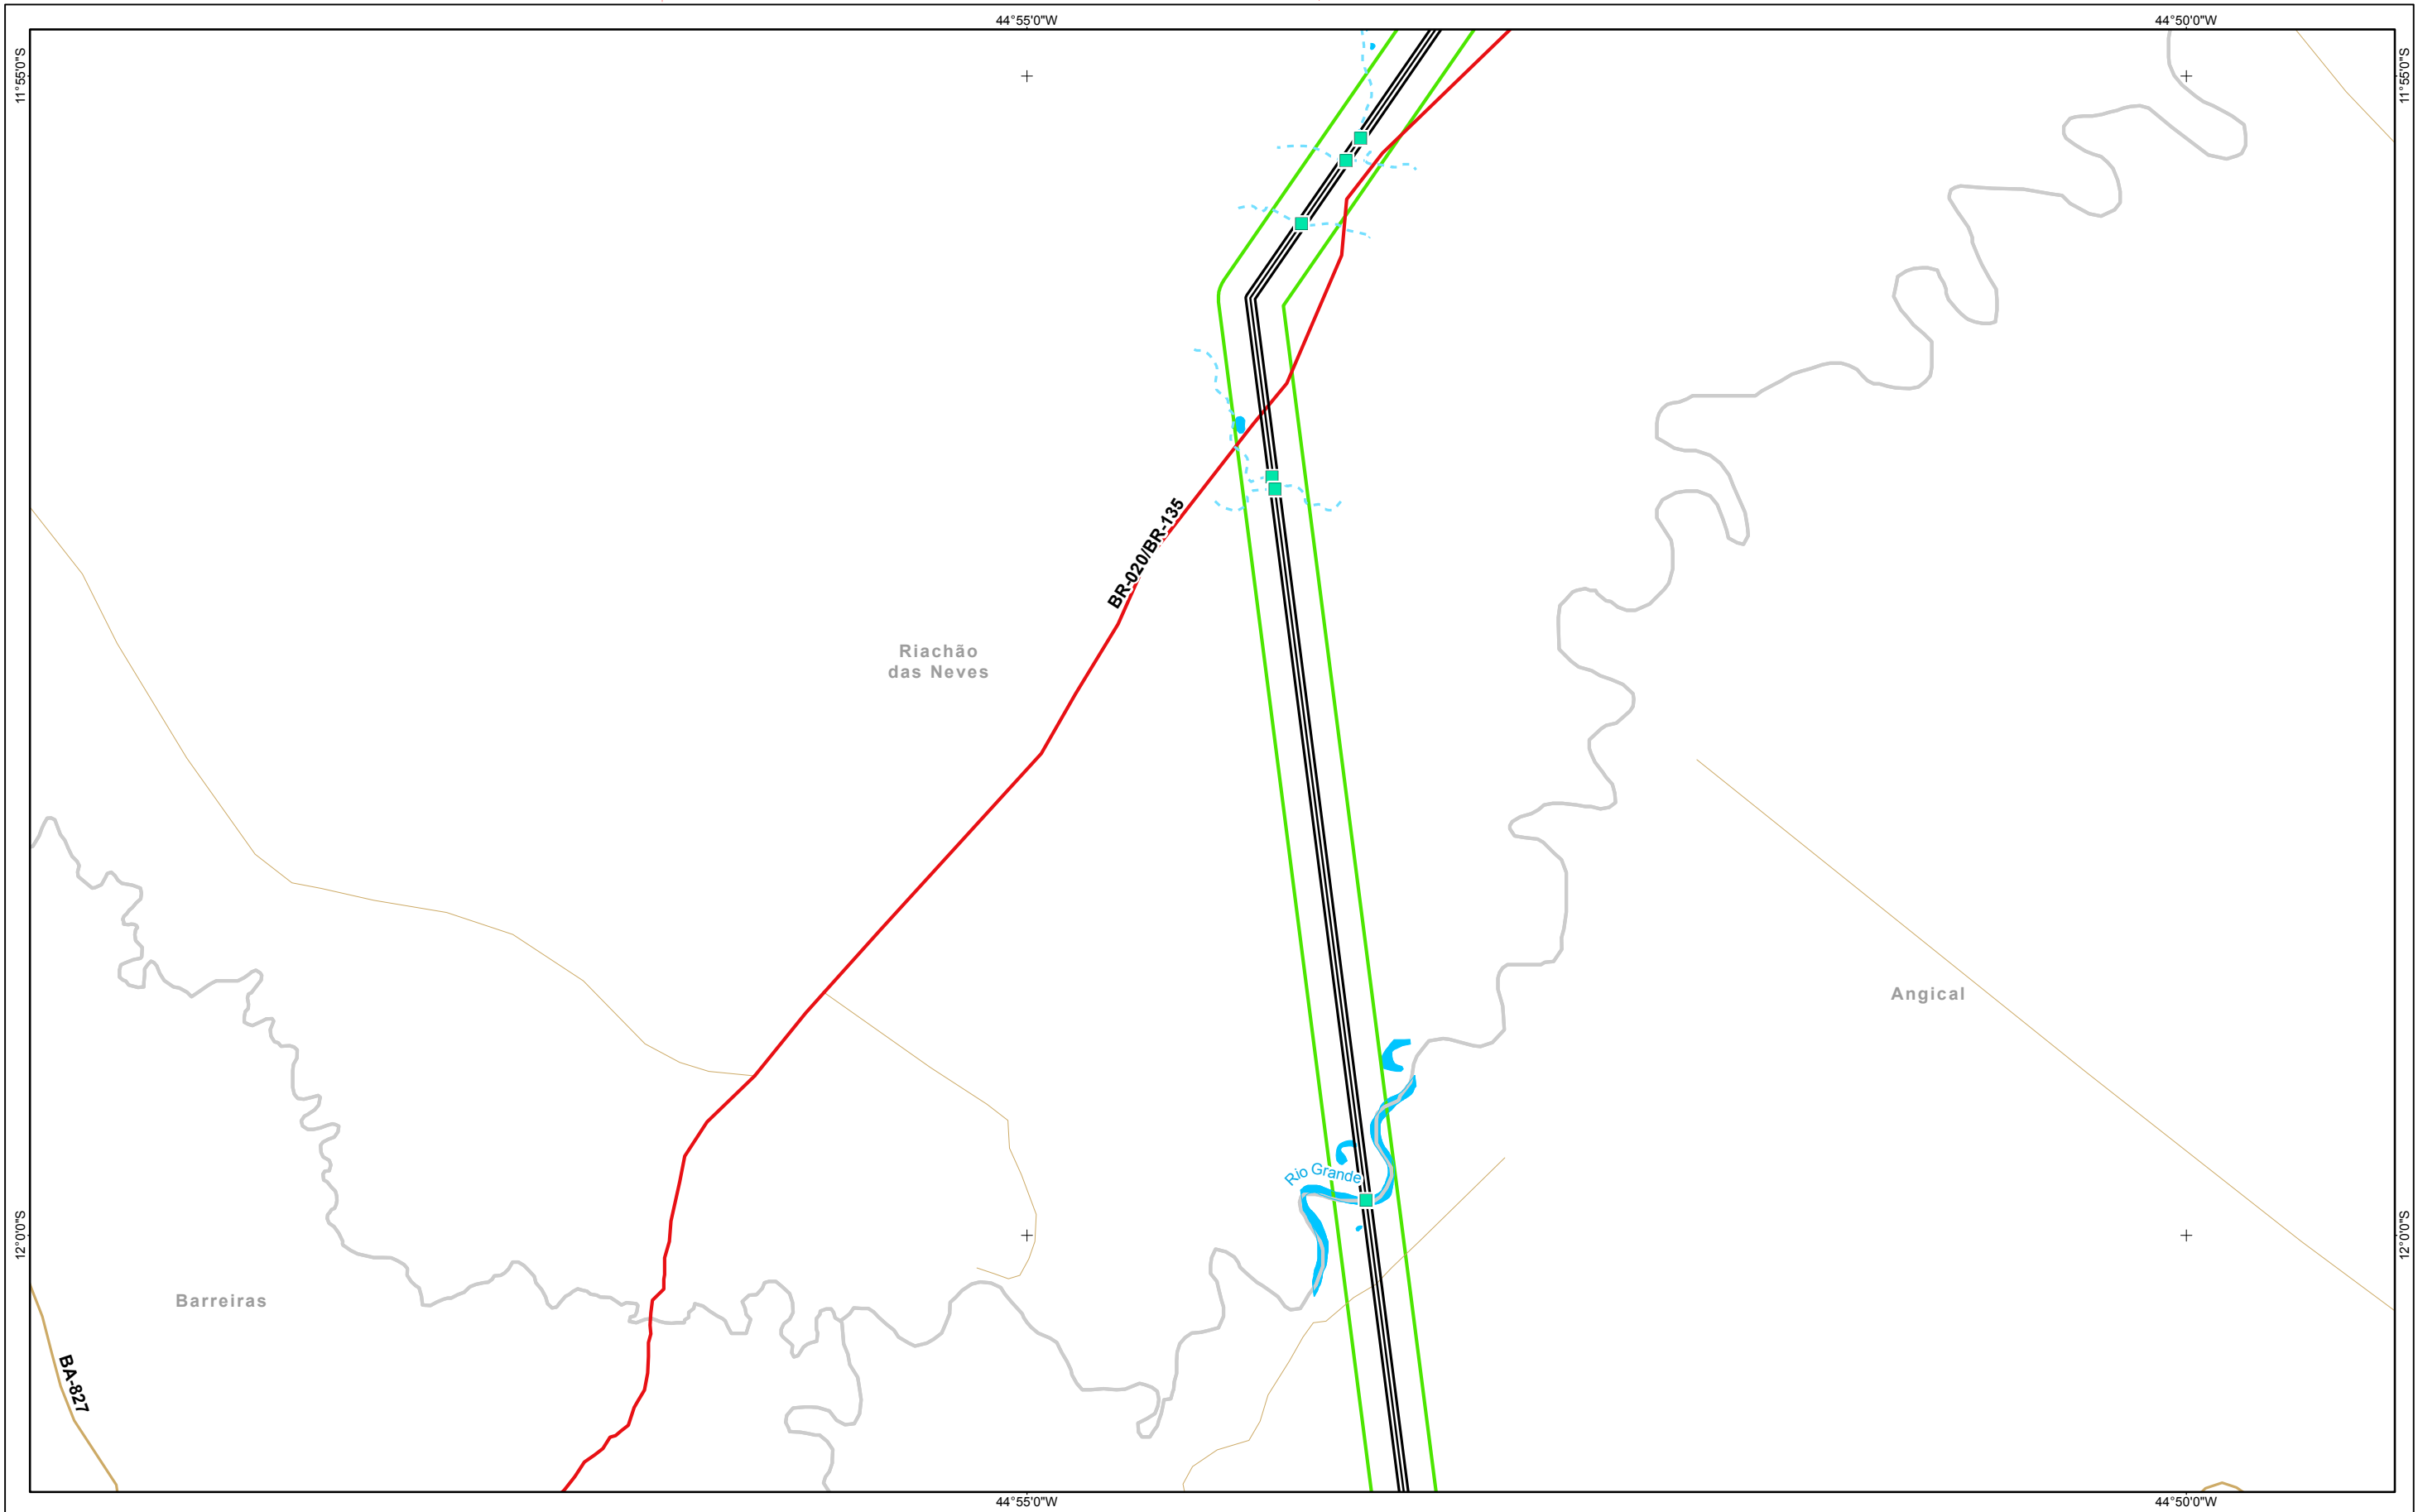 44°55'0"W
44°50'0"W
11°55'0"S
11°55'0"S
BR-020/BR-135
Riachão
das Neves
Angical
Rio Grande
12°0'0"S
12°0'0"S
Barreiras
BA-827
44°55'0"W
44°50'0"W